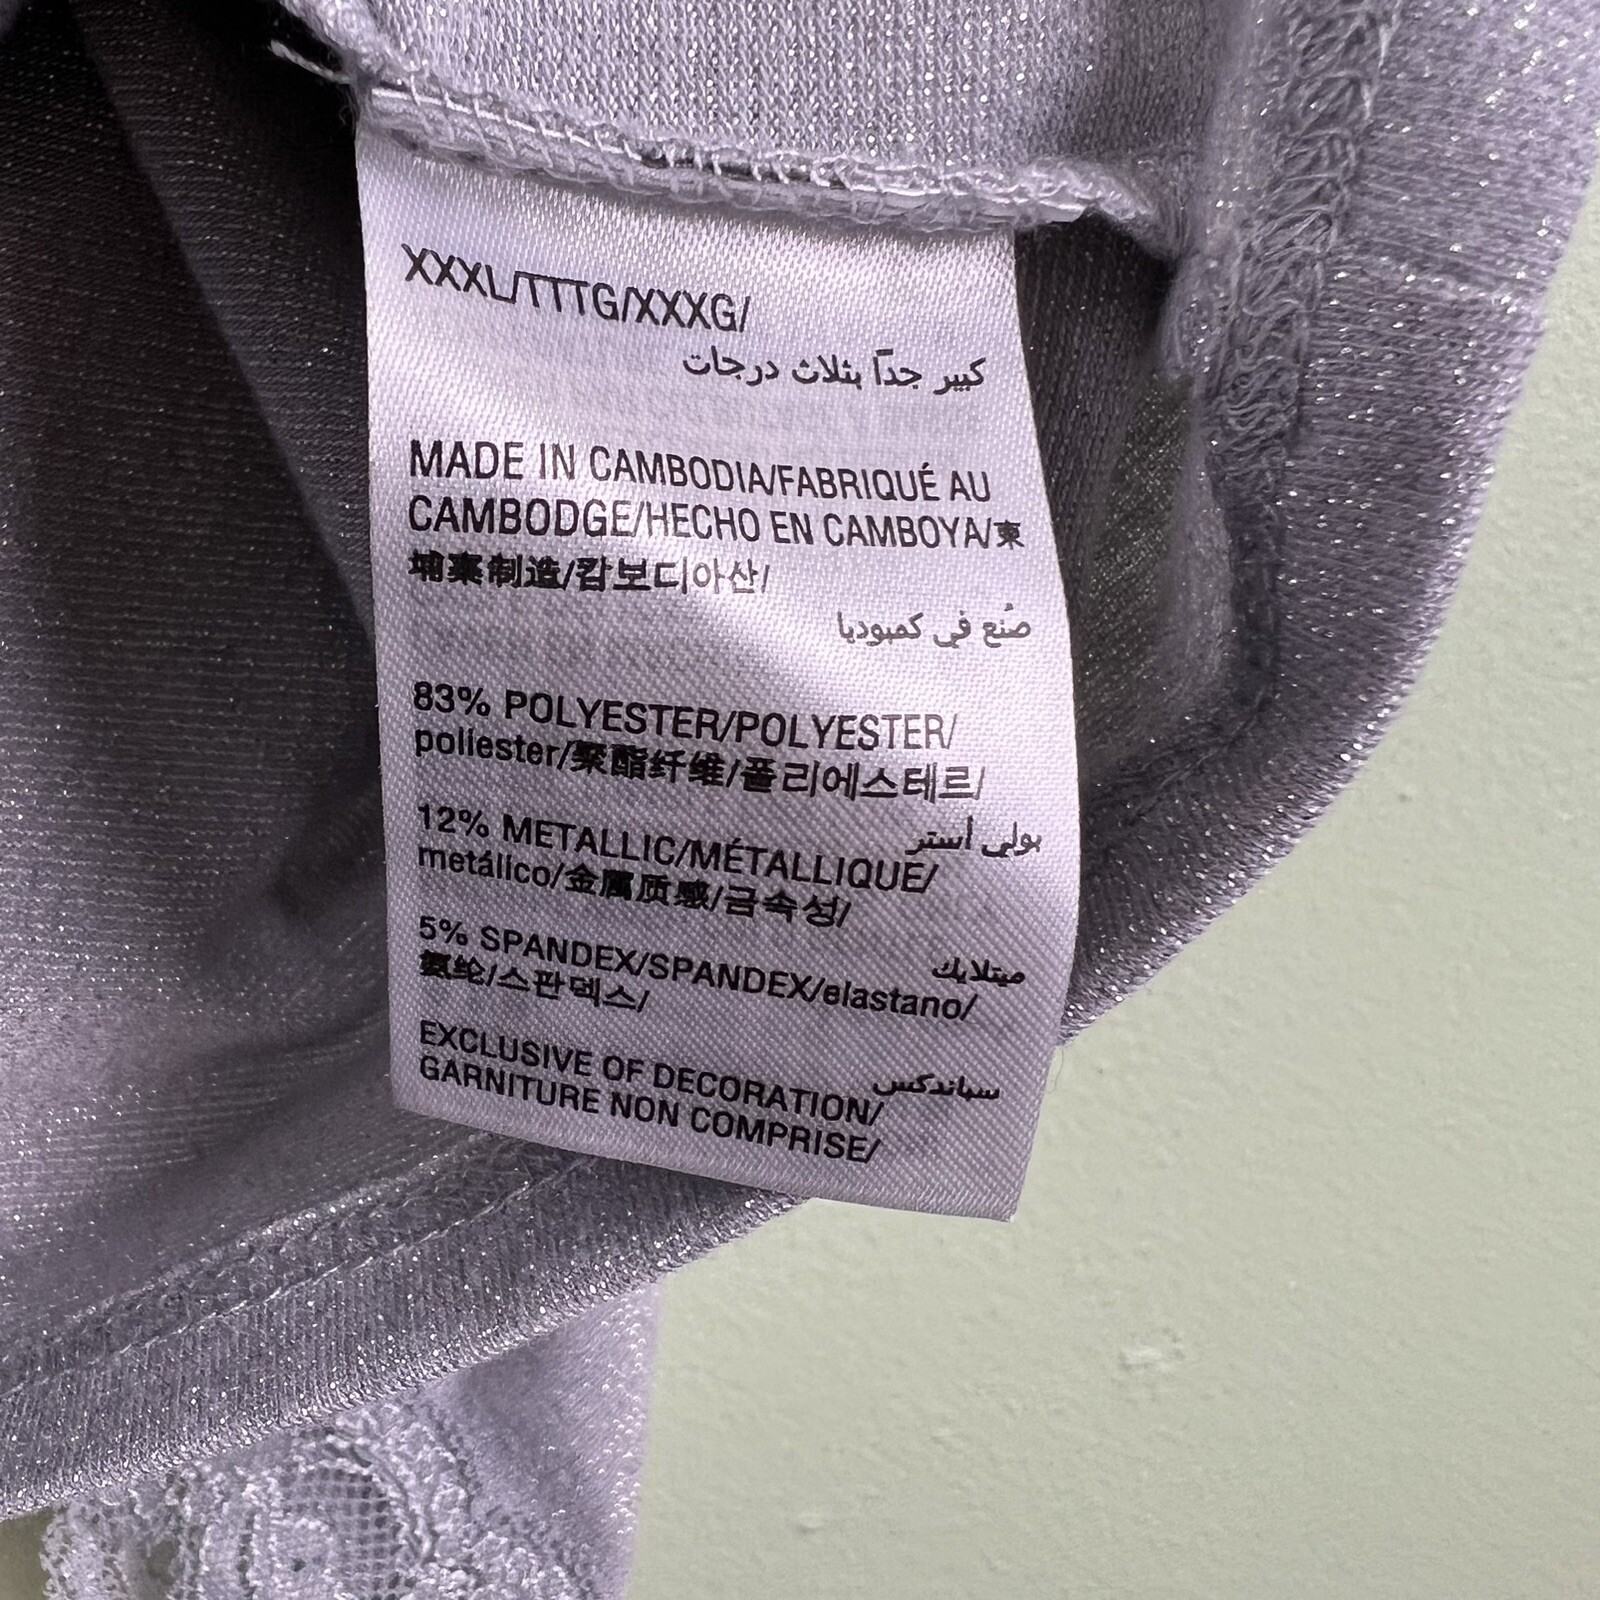 XXXL/TTTG/XXXG/
كبير جداً بثلاث درجات
MADE IN CAMBODIA/FABRIQUÉ AU
CAMBODGE/HECHO EN CAMBOYA/柬
埔寨制造/캄보디아산/
صُنع في كمبوديا
83% POLYESTER/POLYESTER/
poliester/聚酯纤维/폴리에스테르/
بولي أستر
12% METALLIC/MÉTALLIQUE/
metálico/金属质感/금속성/
ميتلايك
5% SPANDEX/SPANDEX/elastano/
氨纶/스판덱스/
سباندكس
EXCLUSIVE OF DECORATION/
GARNITURE NON COMPRISE/